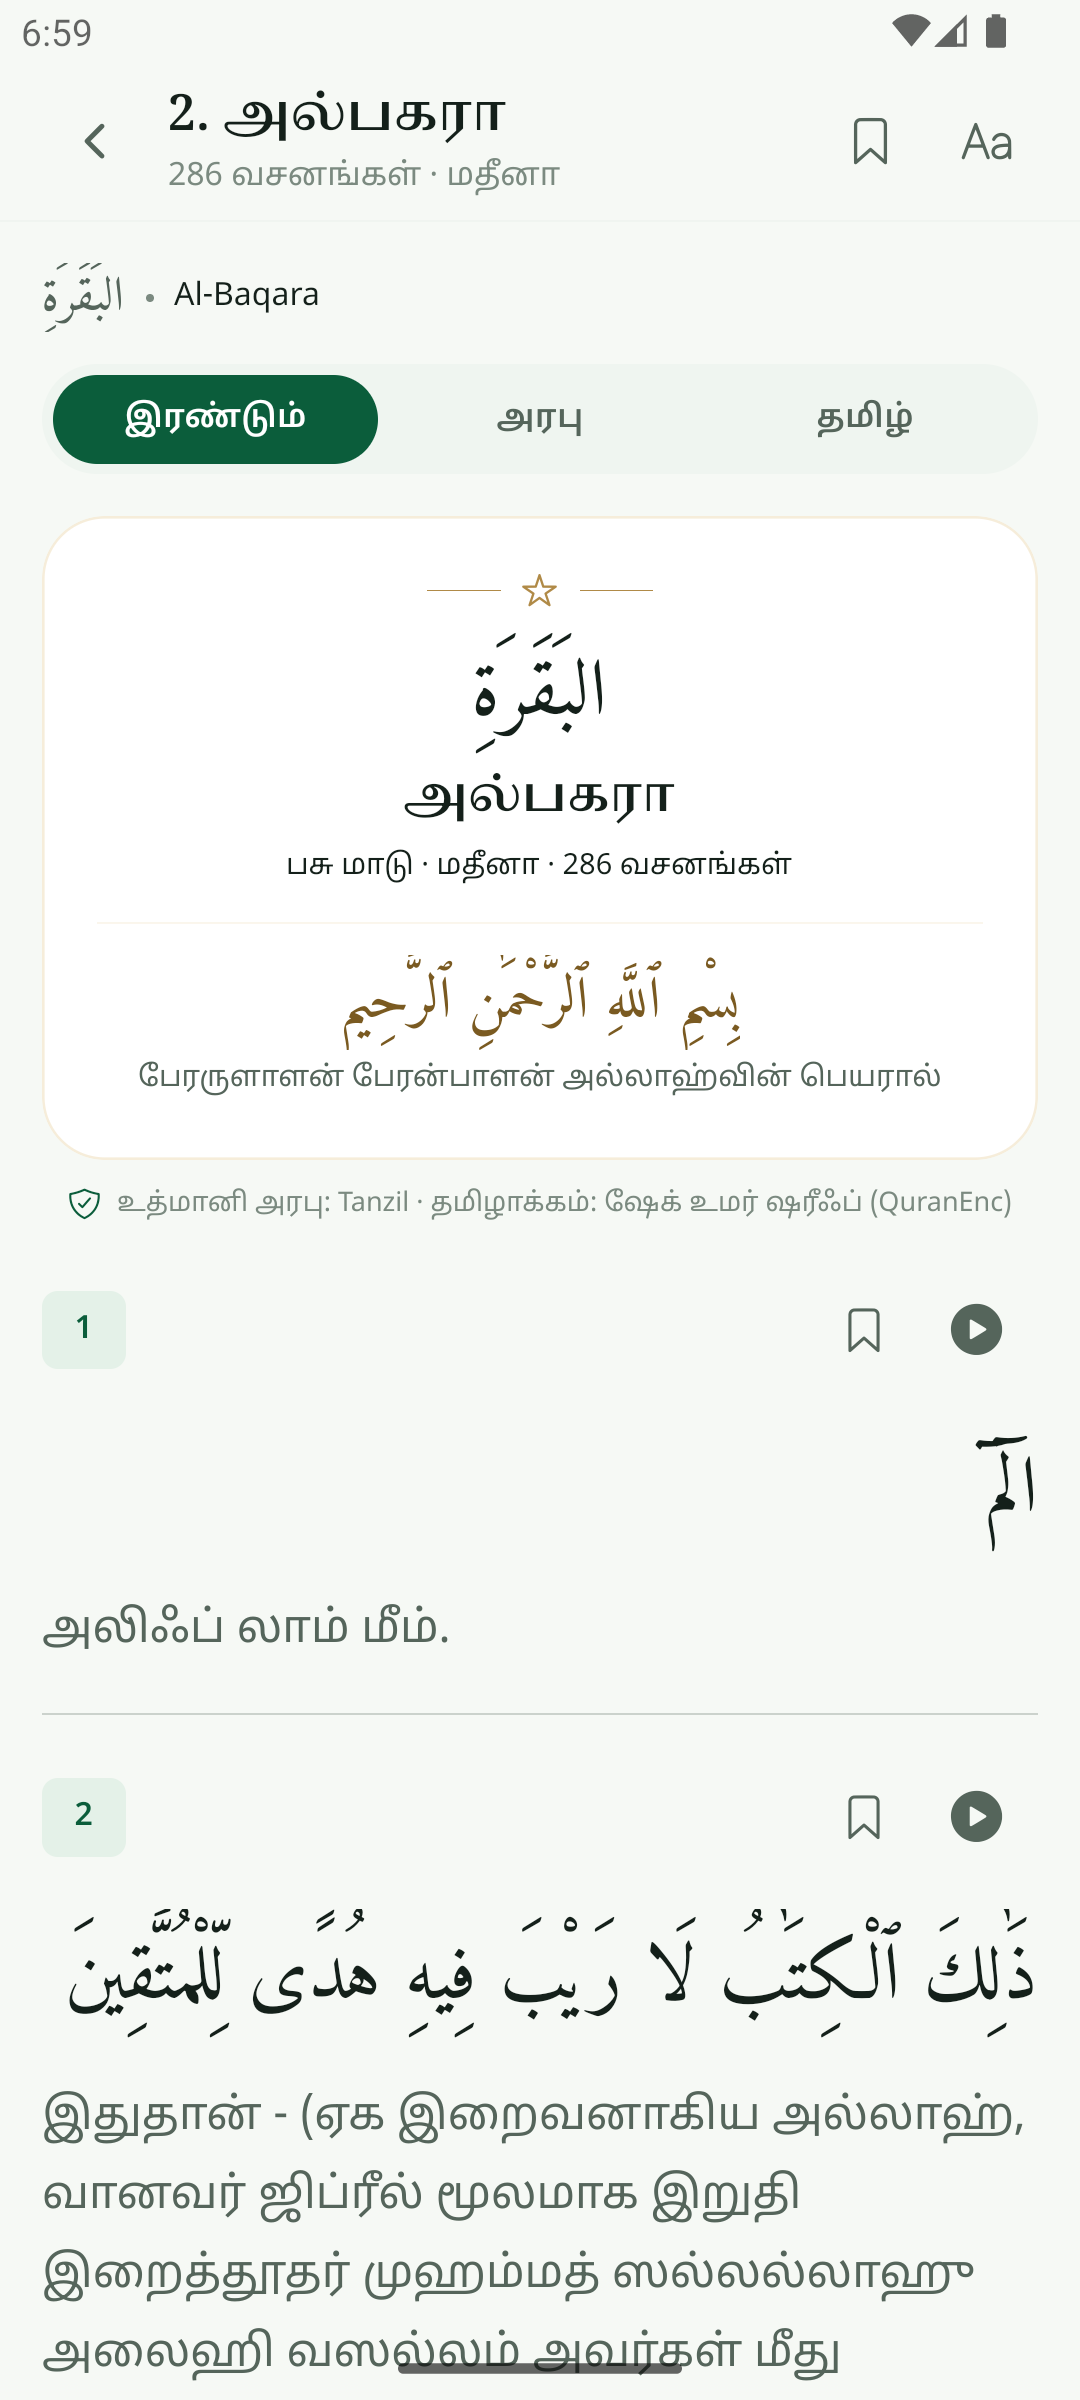 6:59
2. அல்பகரா
286 வசனங்கள் · மதீனா
Aa
البَقَرَةِ • Al-Baqara
இரண்டும் அரபு தமிழ்
البَقَرَةِ
அல்பகரா
பசு மாடு · மதீனா · 286 வசனங்கள்
بِسْمِ ٱللَّهِ ٱلرَّحْمَٰنِ ٱلرَّحِيمِ
பேரருளாளன் பேரன்பாளன் அல்லாஹ்வின் பெயரால்
உத்மானி அரபு: Tanzil · தமிழாக்கம்: ஷேக் உமர் ஷரீஃப் (QuranEnc)
1
الٓمٓ
அலிஃப் லாம் மீம்.
2
ذَٰلِكَ ٱلْكِتَٰبُ لَا رَيْبَ فِيهِ هُدًى لِّلْمُتَّقِينَ
இதுதான் - (ஏக இறைவனாகிய அல்லாஹ்,
வானவர் ஜிப்ரீல் மூலமாக இறுதி
இறைத்தூதர் முஹம்மத் ஸல்லல்லாஹு
அலைஹி வஸல்லம் அவர்கள் மீது